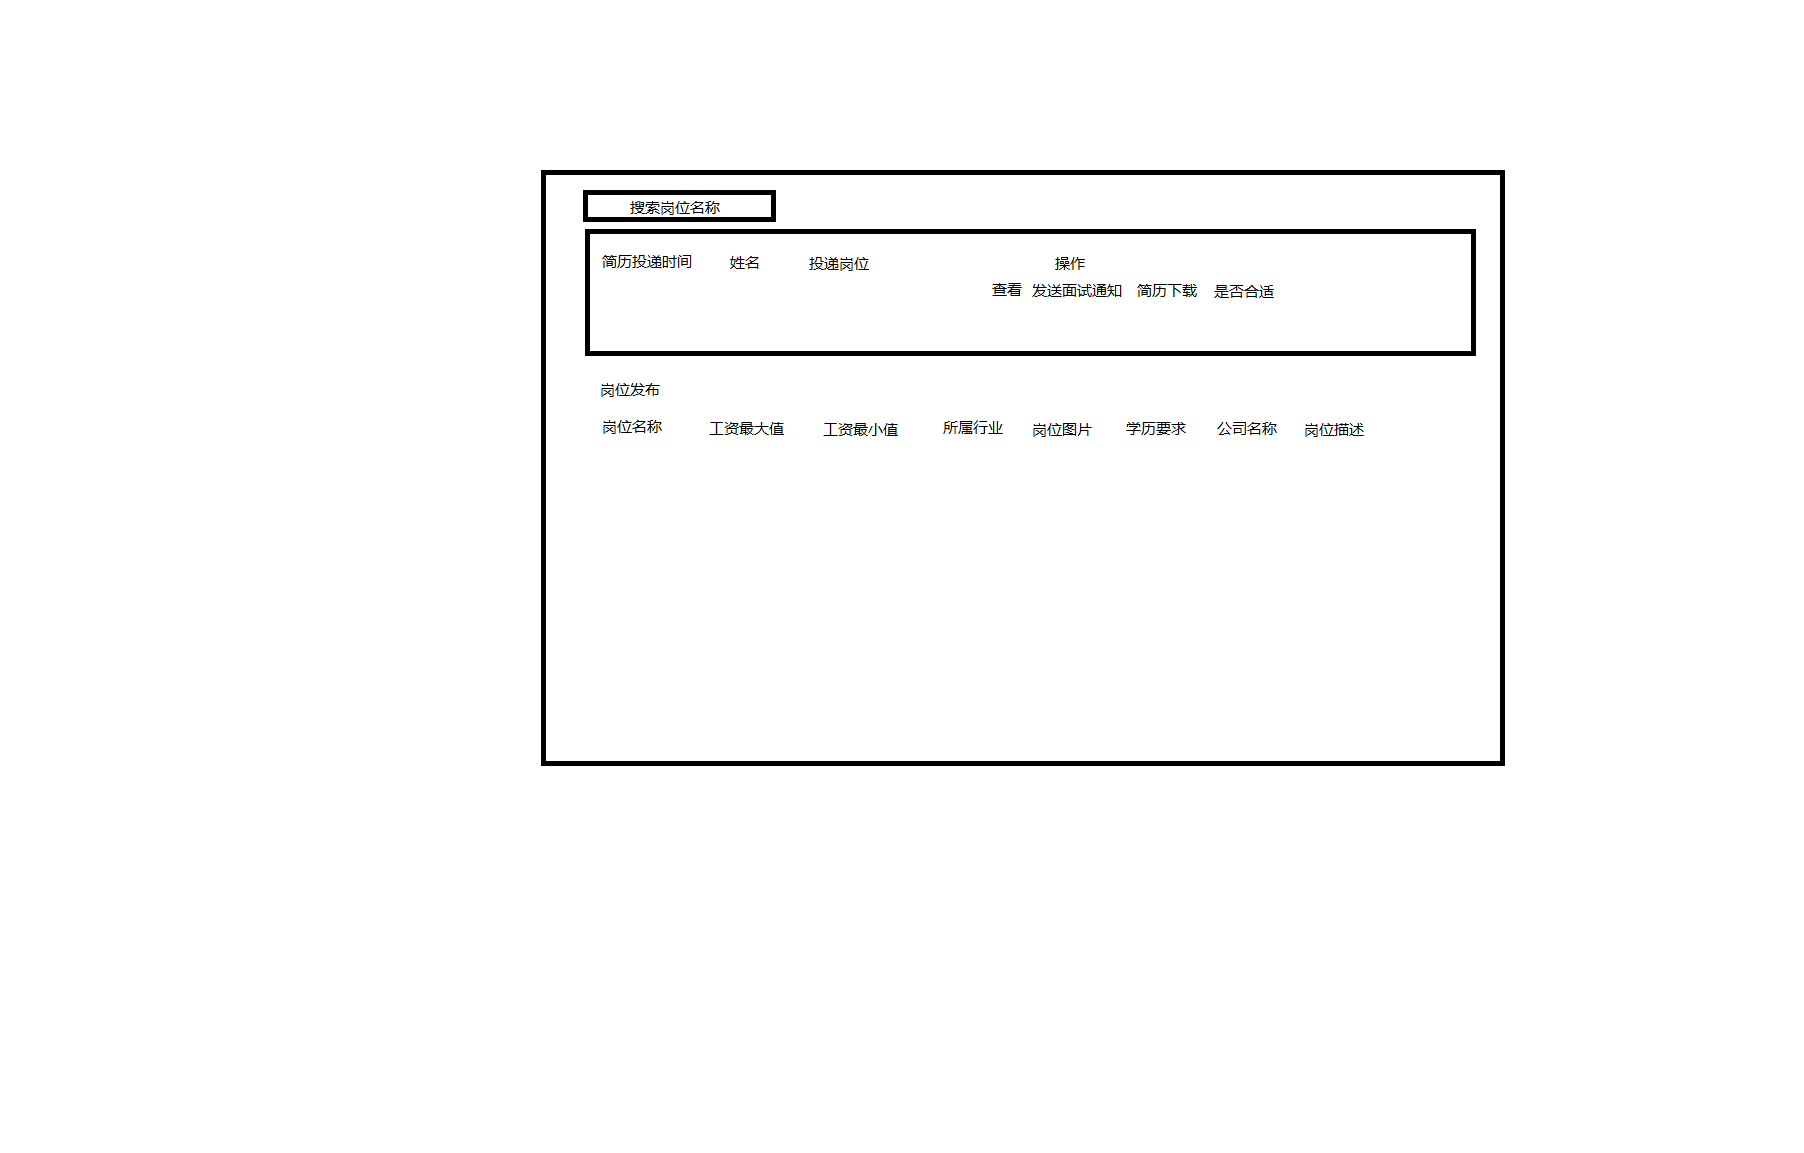 搜索岗位名称
简历投递时间 姓名 投递岗位 操作
查看 发送面试通知 简历下载 是否合适
岗位发布
岗位名称 工资最大值 工资最小值 所属行业 岗位图片 学历要求 公司名称 岗位描述